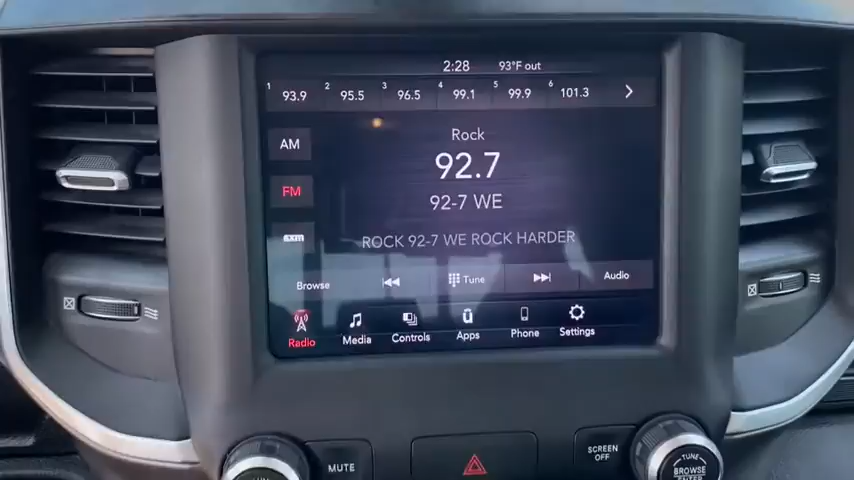 2:28 93°F out
1 93.9 2 95.5 3 96.5 4 99.1 5 99.9 6 101.3
Rock
AM
92.7
FM
92-7 WE
sxm
ROCK 92-7 WE ROCK HARDER
Browse Tune Audio
Radio Media Controls Apps Phone Settings
MUTE
SCREEN OFF
TUNE
BROWSE